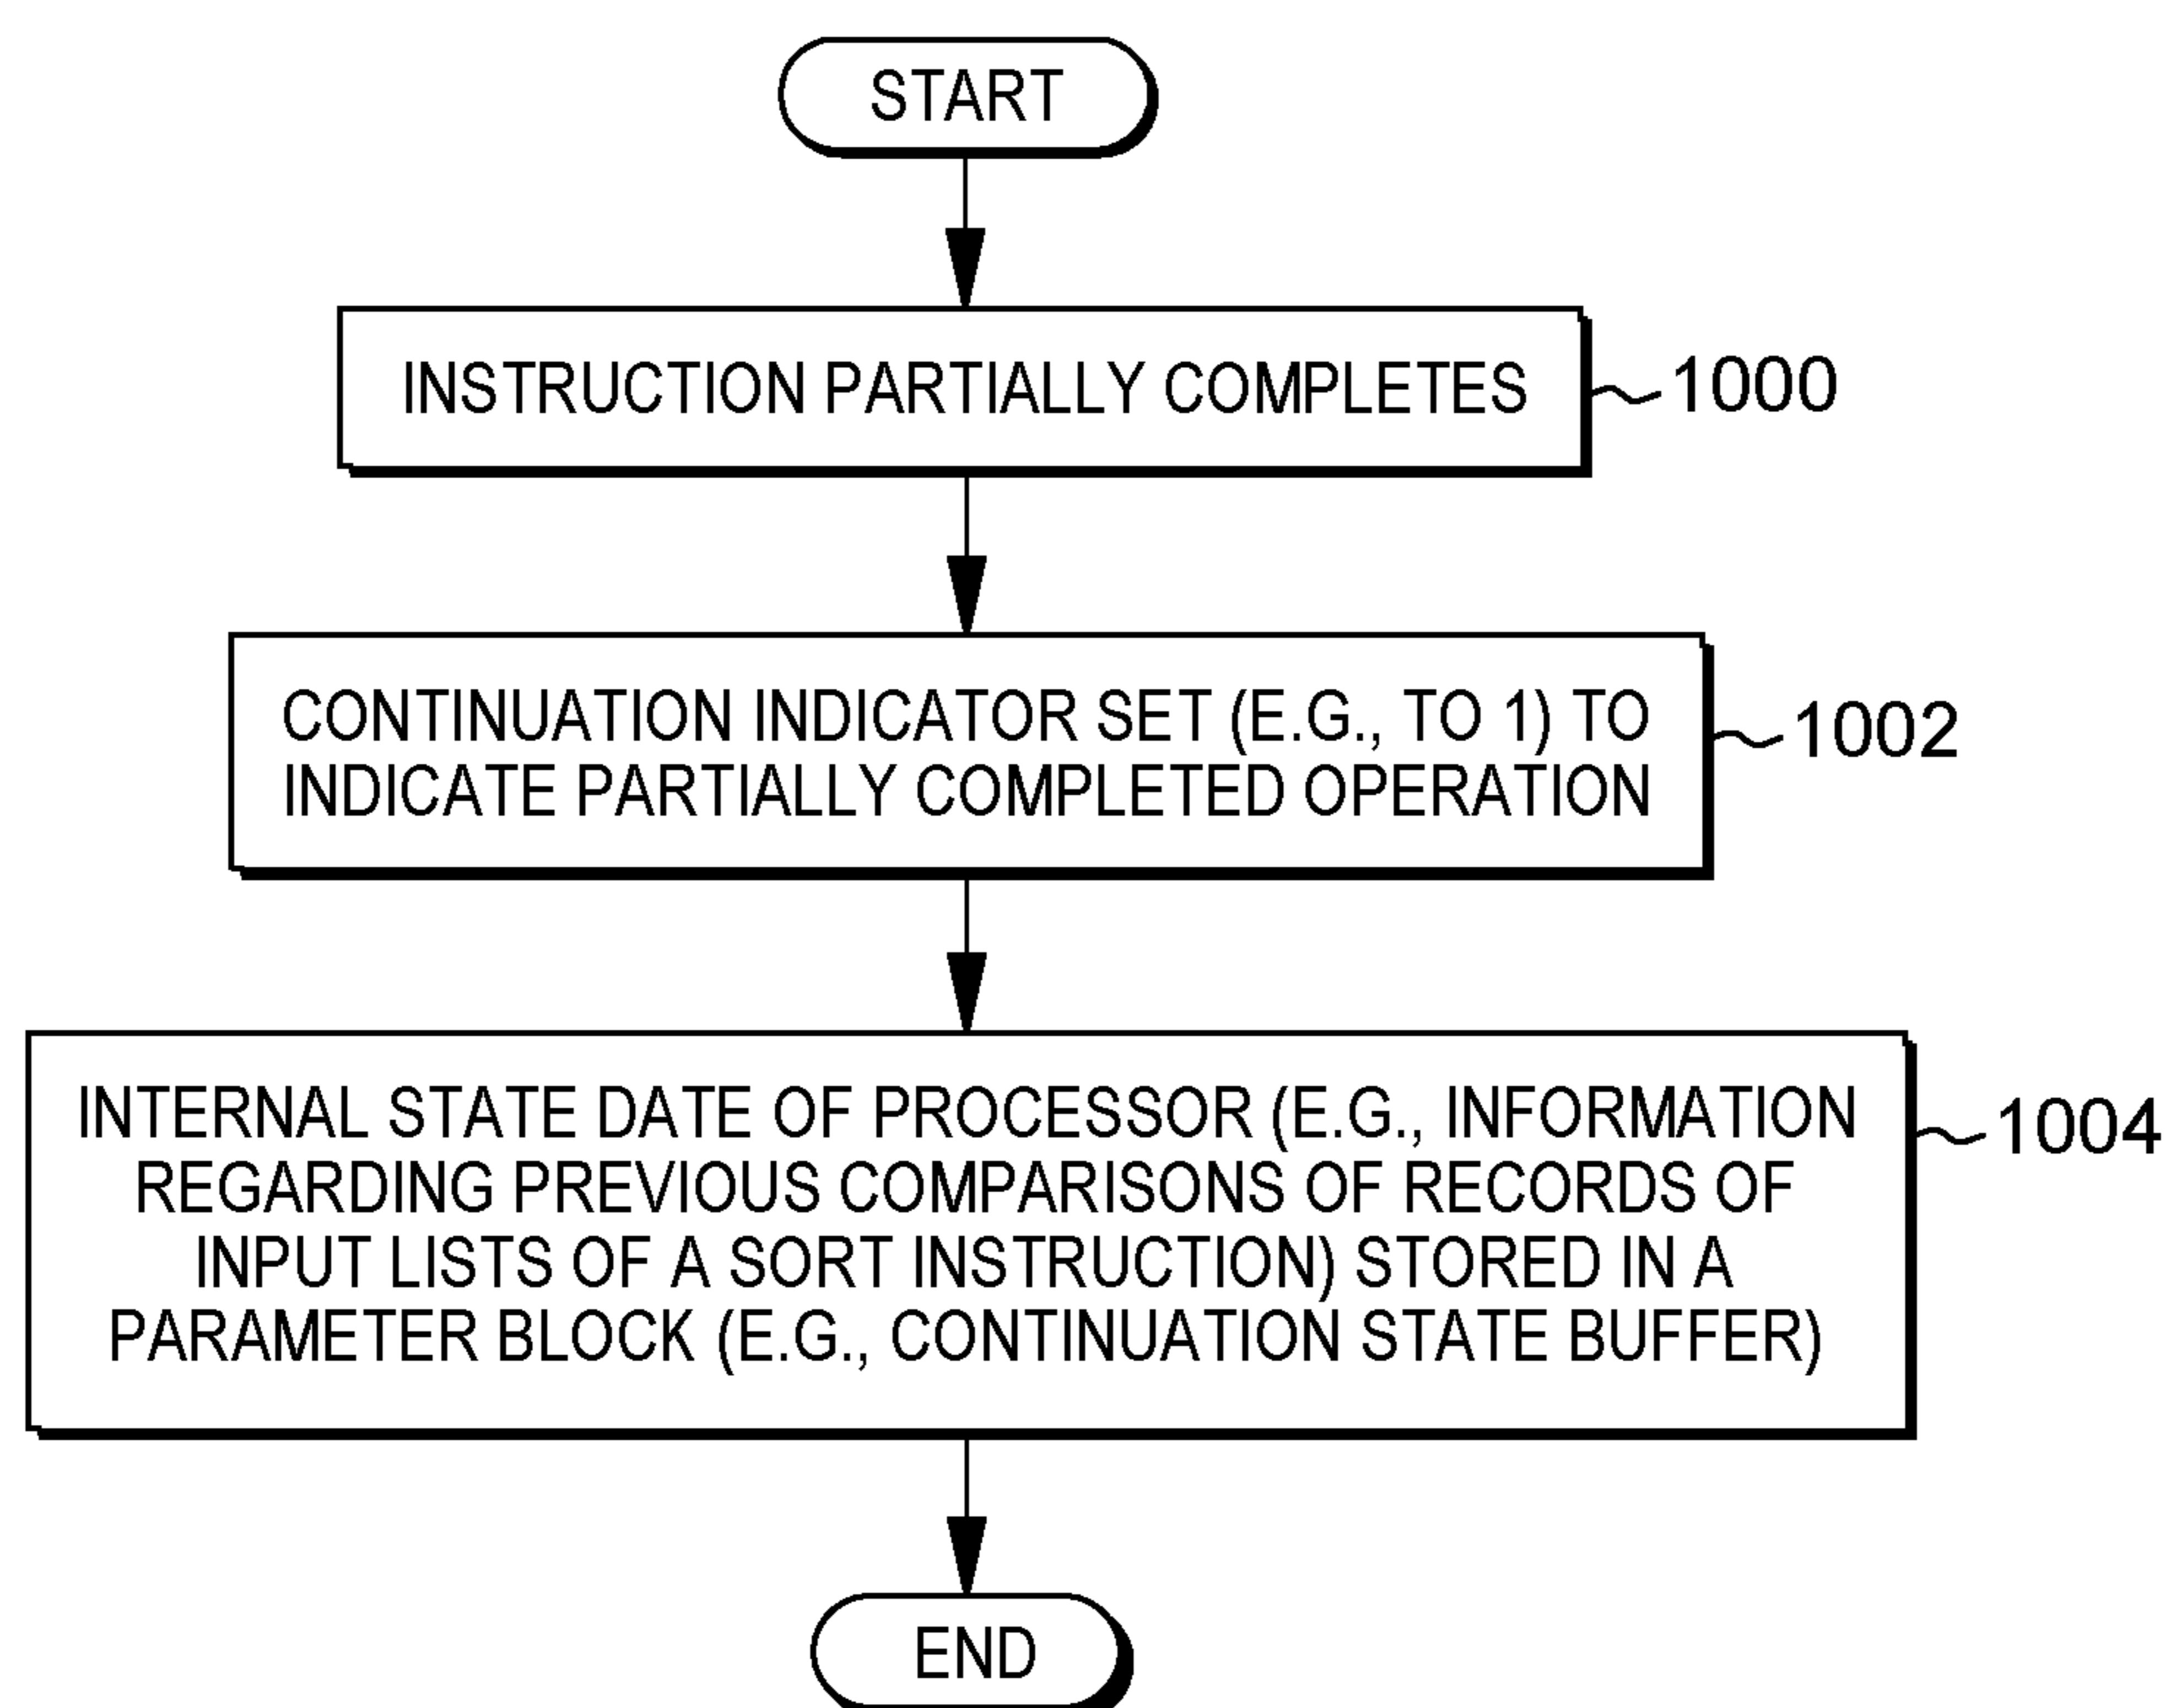 START
INSTRUCTION PARTIALLY COMPLETES
1000
CONTINUATION INDICATOR SET (E.G., TO 1) TO
INDICATE PARTIALLY COMPLETED OPERATION
1002
INTERNAL STATE DATE OF PROCESSOR (E.G., INFORMATION
REGARDING PREVIOUS COMPARISONS OF RECORDS OF
INPUT LISTS OF A SORT INSTRUCTION) STORED IN A
PARAMETER BLOCK (E.G., CONTINUATION STATE BUFFER)
1004
END